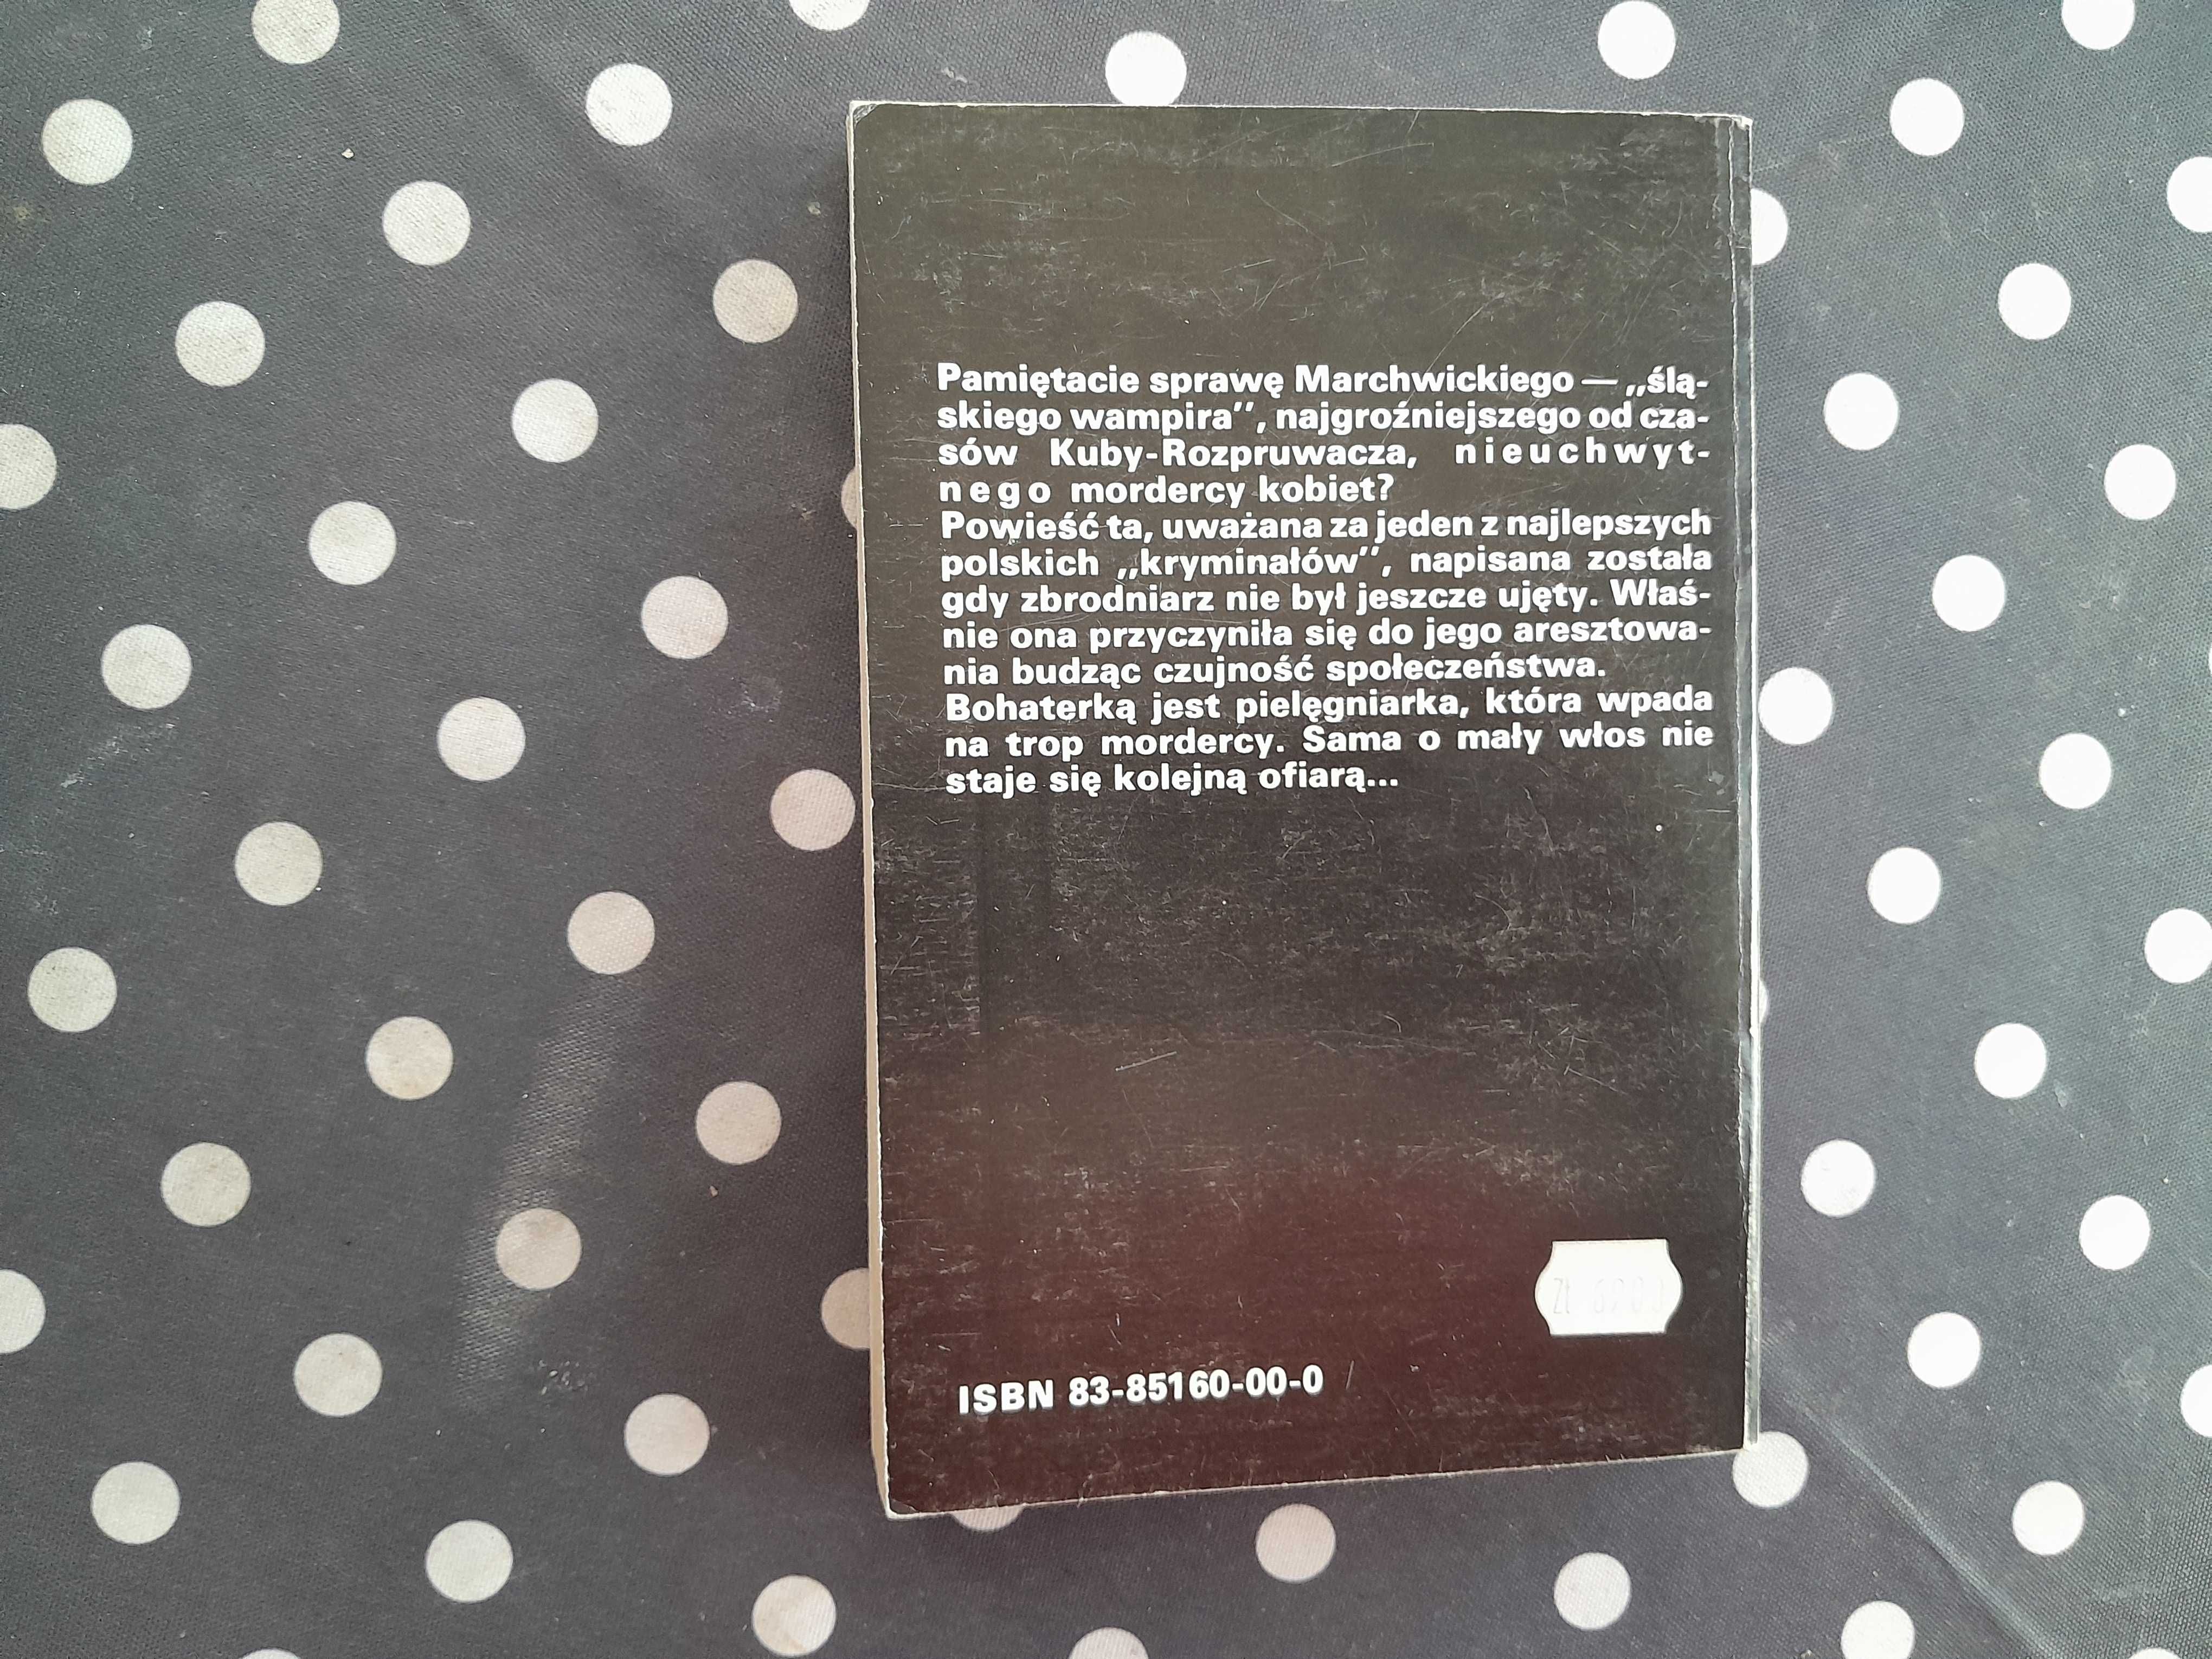 Pamiętacie sprawę Marchwickiego — „ślą-
skiego wampira”, najgroźniejszego od cza-
sów Kuby-Rozpruwacza, nieuchwyt-
nego mordercy kobiet?
Powieść ta, uważana za jeden z najlepszych
polskich „kryminałów”, napisana została
gdy zbrodniarz nie był jeszcze ujęty. Właś-
nie ona przyczyniła się do jego aresztowa-
nia budząc czujność społeczeństwa.
Bohaterką jest pielęgniarka, która wpada
na trop mordercy. Sama o mały włos nie
staje się kolejną ofiarą...
ISBN 83-85160-00-0